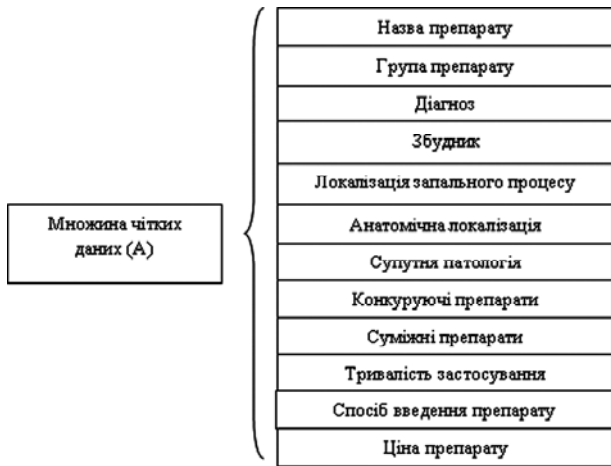 Множина чітких
даних (А)
Назва препарату
Група препарату
Діагноз
Збудник
Локалізація запального процесу
Анатомічна локалізація
Супутня патологія
Конкуруючі препарати
Суміжні препарати
Тривалість застосування
Спосіб введення препарату
Ціна препарату